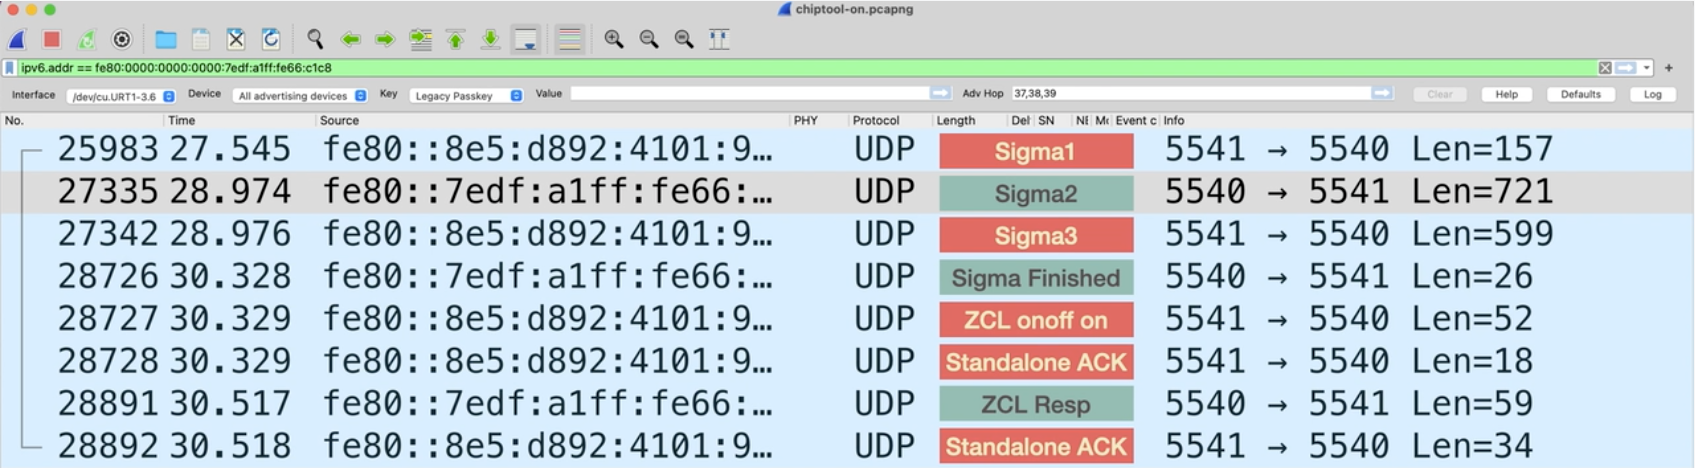 chiptool-on.pcapng
ipv6.addr == fe80:0000:0000:0000:7edf:a1ff:fe66:c1c8
Interface /dev/cu.URT1-3.6 Device All advertising devices Key Legacy Passkey Value Adv Hop 37,38,39 Clear Help Defaults Log
No. Time Source PHY Protocol Length Del SN NE Event c Info
25983 27.545 fe80::8e5:d892:4101:9… UDP Sigma1 5541 → 5540 Len=157
27335 28.974 fe80::7edf:a1ff:fe66:… UDP Sigma2 5540 → 5541 Len=721
27342 28.976 fe80::8e5:d892:4101:9… UDP Sigma3 5541 → 5540 Len=599
28726 30.328 fe80::7edf:a1ff:fe66:… UDP Sigma Finished 5540 → 5541 Len=26
28727 30.329 fe80::8e5:d892:4101:9… UDP ZCL onoff on 5541 → 5540 Len=52
28728 30.329 fe80::8e5:d892:4101:9… UDP Standalone ACK 5541 → 5540 Len=18
28891 30.517 fe80::7edf:a1ff:fe66:… UDP ZCL Resp 5540 → 5541 Len=59
28892 30.518 fe80::8e5:d892:4101:9… UDP Standalone ACK 5541 → 5540 Len=34